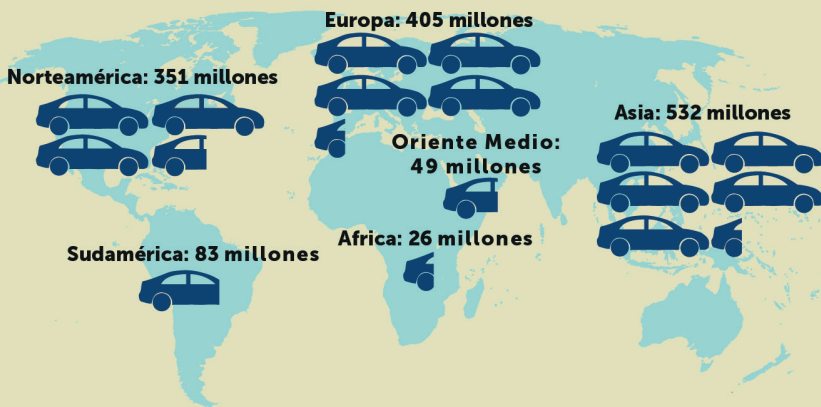 Europa: 405 millones
Norteamérica: 351 millones
Asia: 532 millones
Oriente Medio:
49 millones
Africa: 26 millones
Sudamérica: 83 millones